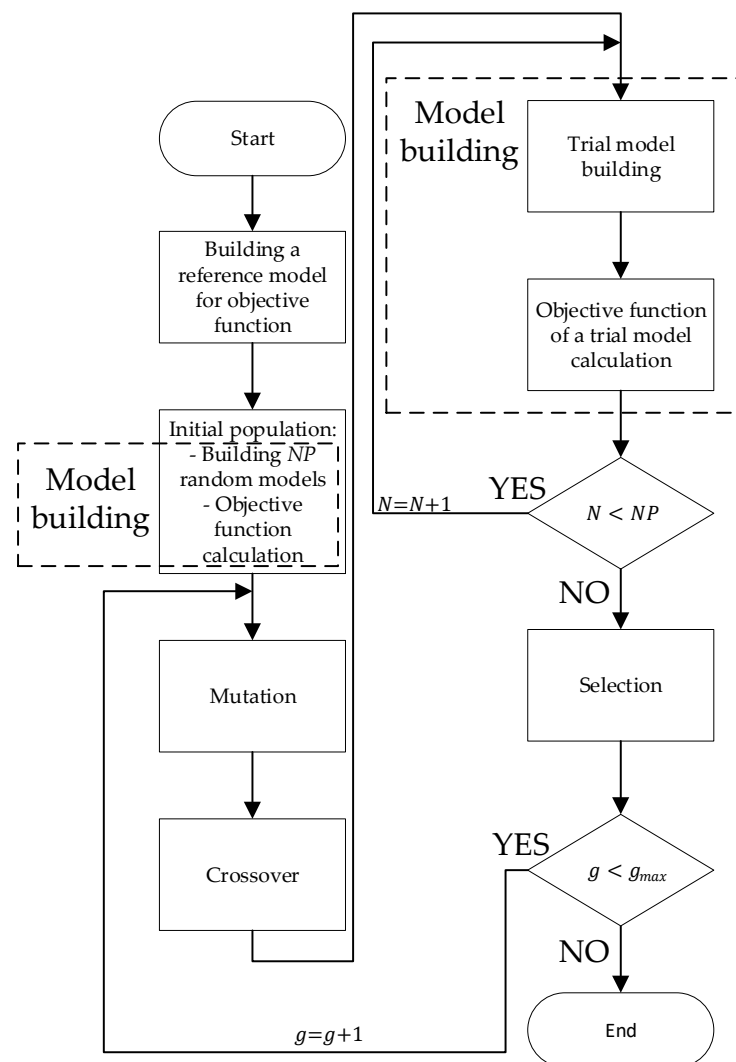 Start
Building a
reference model
for objective
function
Initial population:
- Building NP
random models
- Objective
function
calculation
Model
building
Mutation
Crossover
g=g+1
Model
building
Trial model
building
Objective function
of a trial model
calculation
YES
N=N+1
N < NP
NO
Selection
YES
g < gmax
NO
End